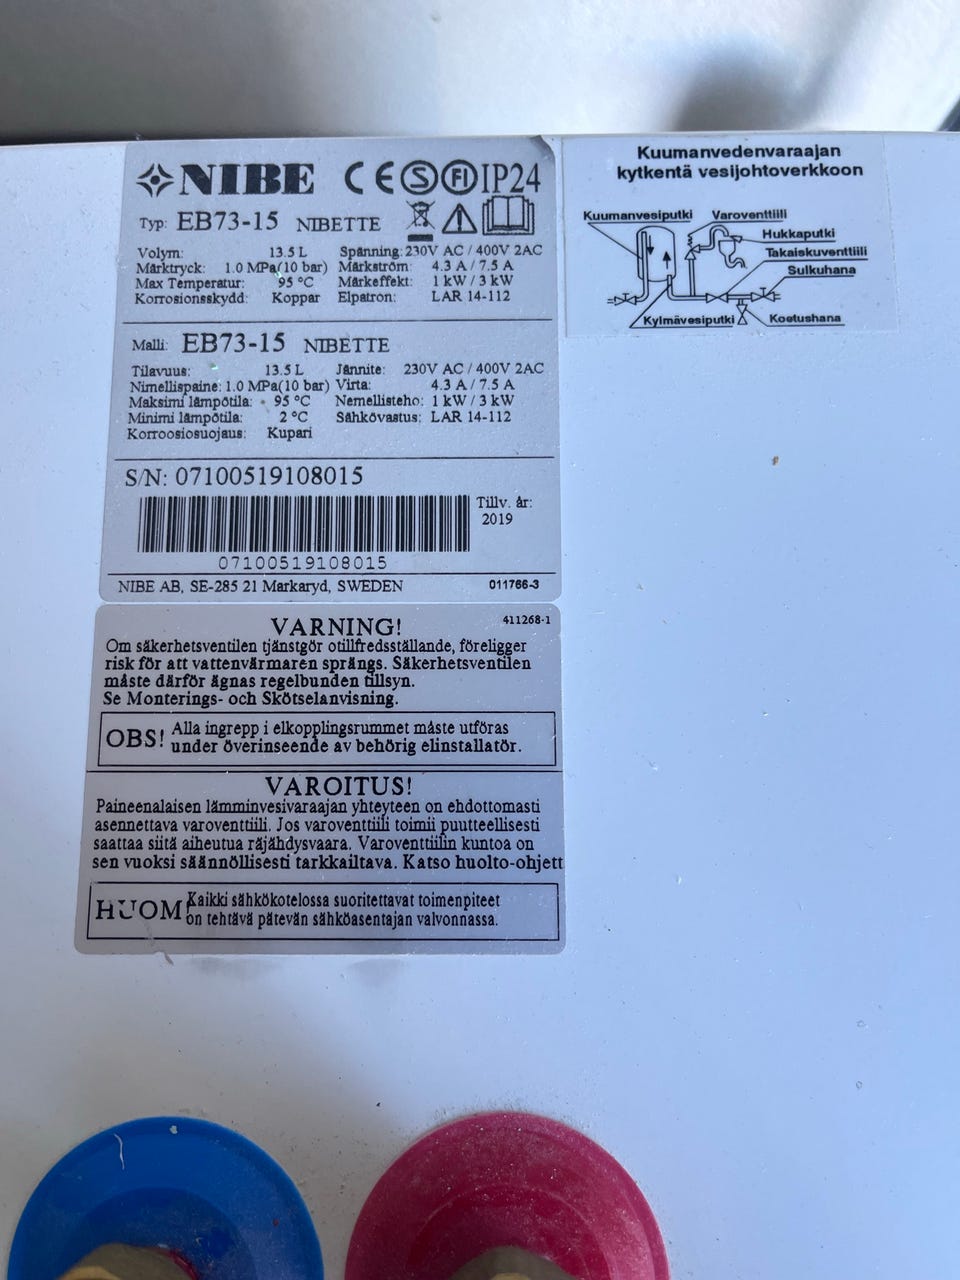 NIBE CE S FI IP24
Typ: EB73-15 NIBETTE
Volym: 13.5 L Spänning: 230V AC / 400V 2AC
Märktryck: 1.0 MPa(10 bar) Märkström: 4.3 A / 7.5 A
Max Temperatur: 95 °C Märkeffekt: 1 kW / 3 kW
Korrosionsskydd: Koppar Elpatron: LAR 14-112
Malli: EB73-15 NIBETTE
Tilavuus: 13.5 L Jännite: 230V AC / 400V 2AC
Nimellispaine: 1.0 MPa(10 bar) Virta: 4.3 A / 7.5 A
Maksimi lämpötila: 95 °C Nemellisteho: 1 kW / 3 kW
Minimi lämpötila: 2 °C Sähkövastus: LAR 14-112
Korroosiosuojaus: Kupari
S/N: 07100519108015
Tillv. år:
2019
07100519108015
NIBE AB, SE-285 21 Markaryd, SWEDEN 011766-3
Kuumanvedenvaraajan
kytkentä vesijohtoverkkoon
Kuumanvesiputki Varoventtiili
Hukkaputki
Takaiskuventtiili
Sulkuhana
Kylmävesiputki Koetushana
VARNING! 411268-1
Om säkerhetsventilen tjänstgör otillfredsställande, föreligger
risk för att vattenvärmaren sprängs. Säkerhetsventilen
måste därför ägnas regelbunden tillsyn.
Se Monterings- och Skötselanvisning.
OBS! Alla ingrepp i elkopplingsrummet måste utföras
under överinseende av behörig elinstallatör.
VAROITUS!
Paineenalaisen lämminvesivaraajan yhteyteen on ehdottomasti
asennettava varoventtiili. Jos varoventtiili toimii puutteellisesti
saattaa siitä aiheutua räjähdysvaara. Varoventtiilin kuntoa on
sen vuoksi säännöllisesti tarkkailtava. Katso huolto-ohjett
HUOM! Kaikki sähkökotelossa suoritettavat toimenpiteet
on tehtävä pätevän sähköasentajan valvonnassa.